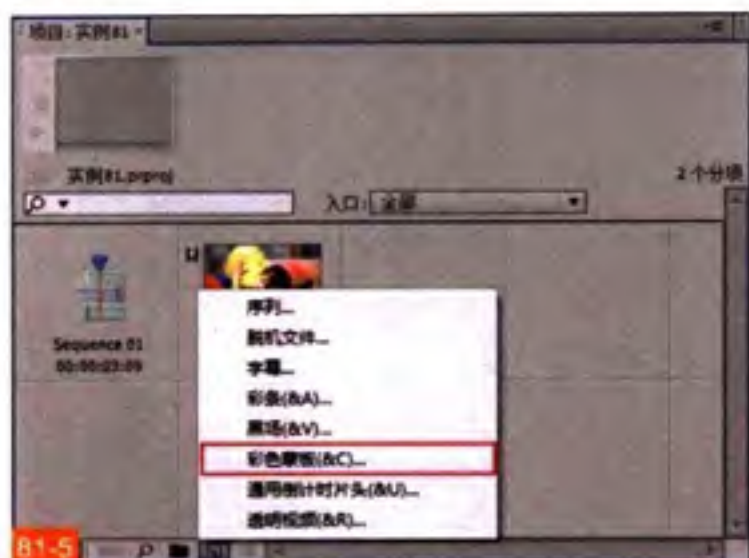 项目:实例81
实例81.prproj
2 个分项
入口: 全部
Sequence 01
00:00:03:09
序列...
脱机文件...
字幕...
彩条(&A)...
黑场(&V)...
彩色蒙板(&C)...
通用倒计时片头(&U)...
透明视频(&R)...
81-5